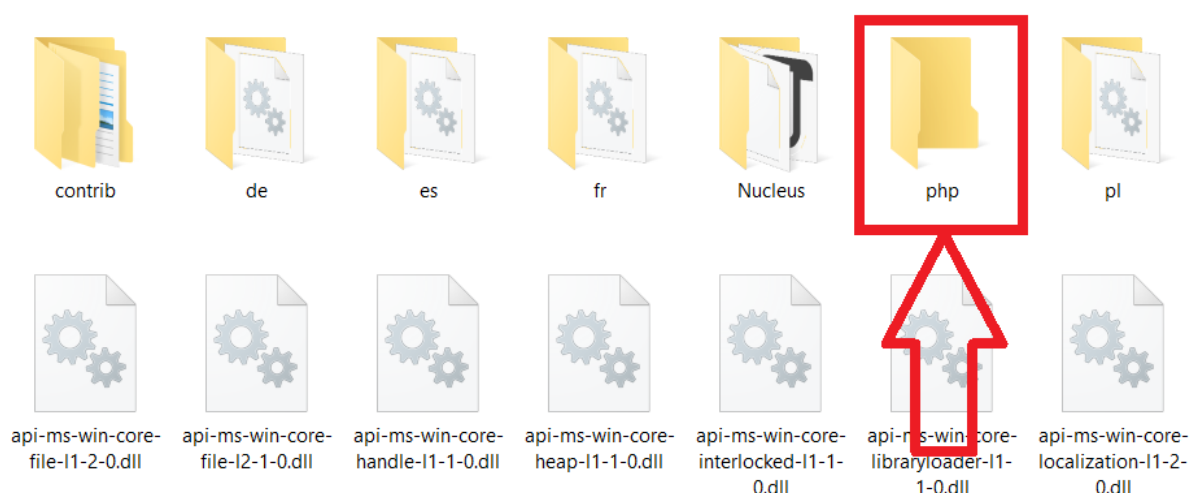 contrib
de
es
fr
Nucleus
php
pl
api-ms-win-core-
file-l1-2-0.dll
api-ms-win-core-
file-l2-1-0.dll
api-ms-win-core-
handle-l1-1-0.dll
api-ms-win-core-
heap-l1-1-0.dll
api-ms-win-core-
interlocked-l1-1-
0.dll
api-ms-win-core-
libraryloader-l1-
1-0.dll
api-ms-win-core-
localization-l1-2-
0.dll